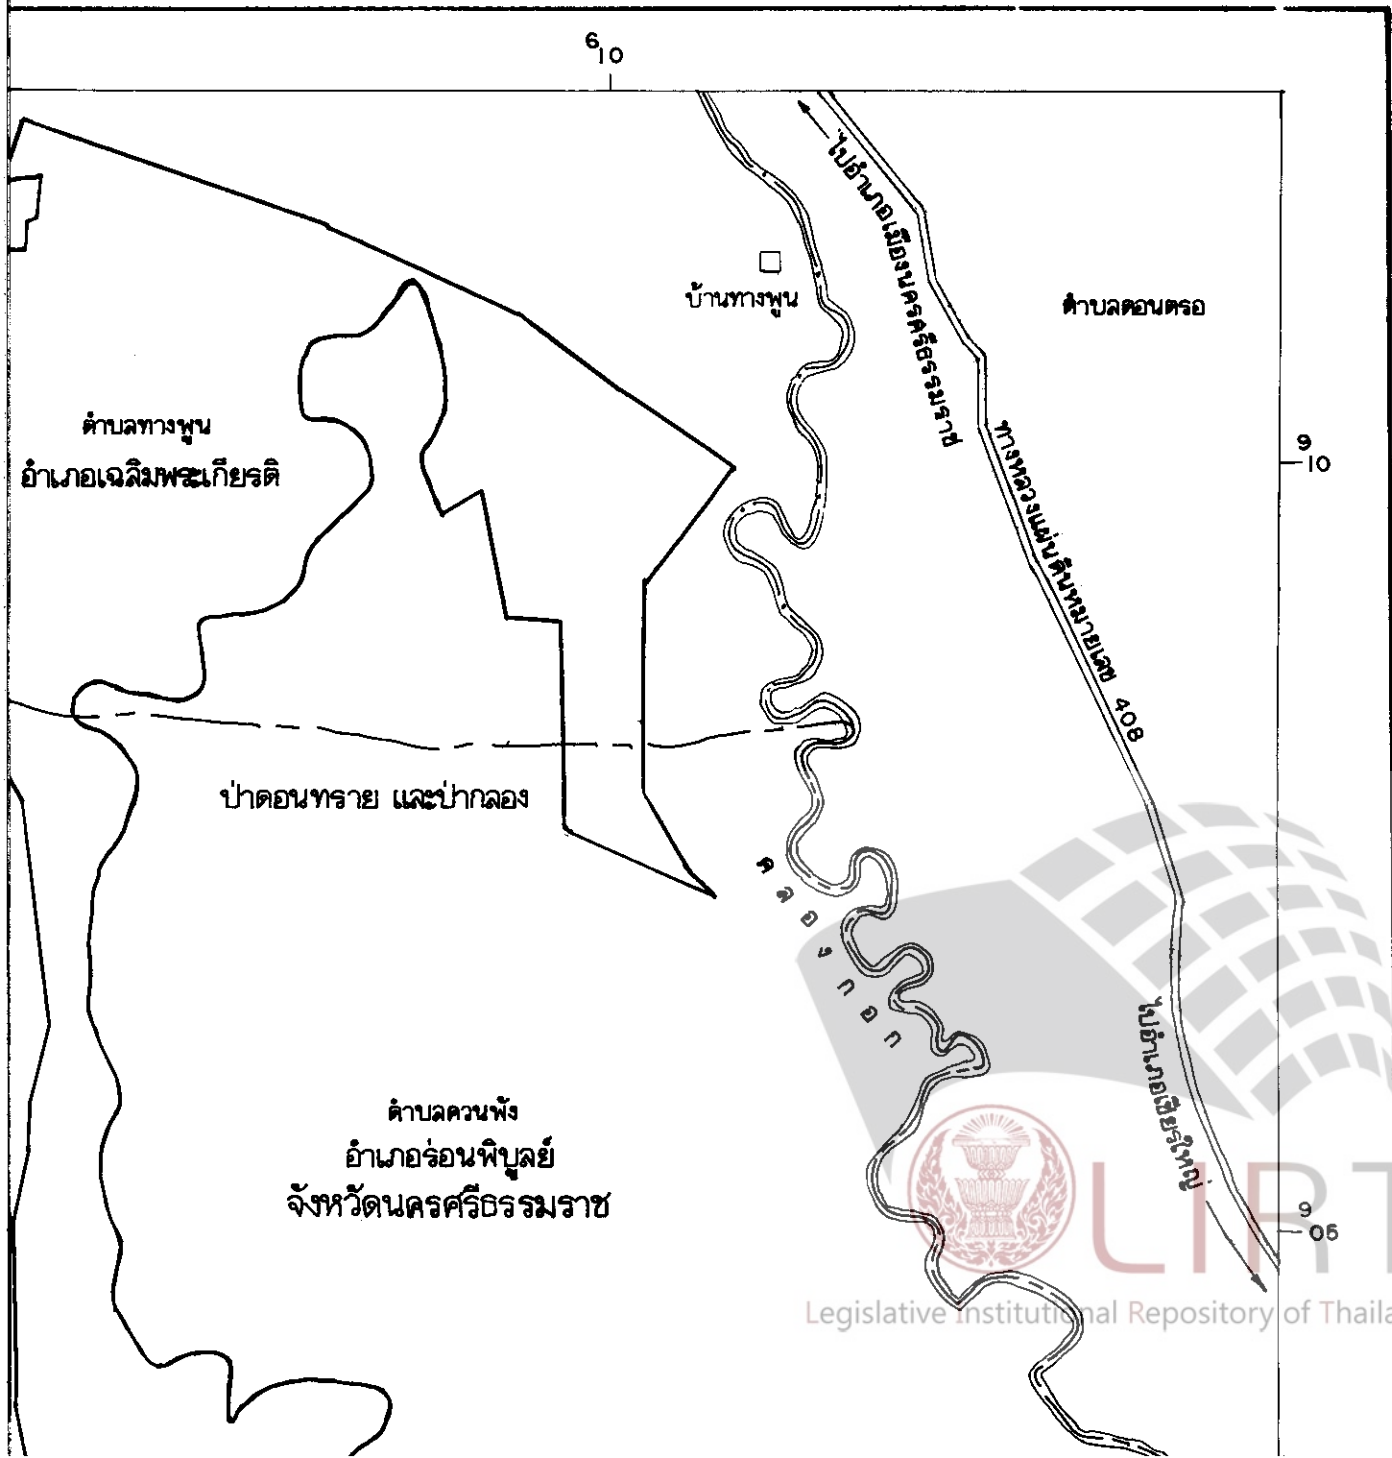 610
ไปอำเภอเมืองนครศรีธรรมราช
บ้านทางพูน
ตำบลดอนตรอ
ตำบลทางพูน
อำเภอเฉลิมพระเกียรติ
ทางหลวงแผ่นดินหมายเลข 408
910
ป่าดอนทราย และป่ากลอง
คลองกอก
ไปอำเภอเชียรใหญ่
ตำบลควนพัง
อำเภอร่อนพิบูลย์
จังหวัดนครศรีธรรมราช
905
LIRT
Legislative Institutional Repository of Thaila